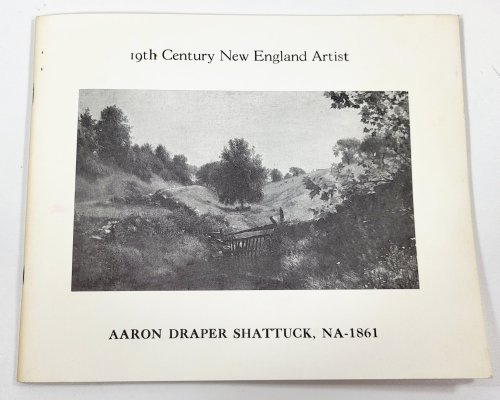 19th Century New England Artist
AARON DRAPER SHATTUCK, NA-1861